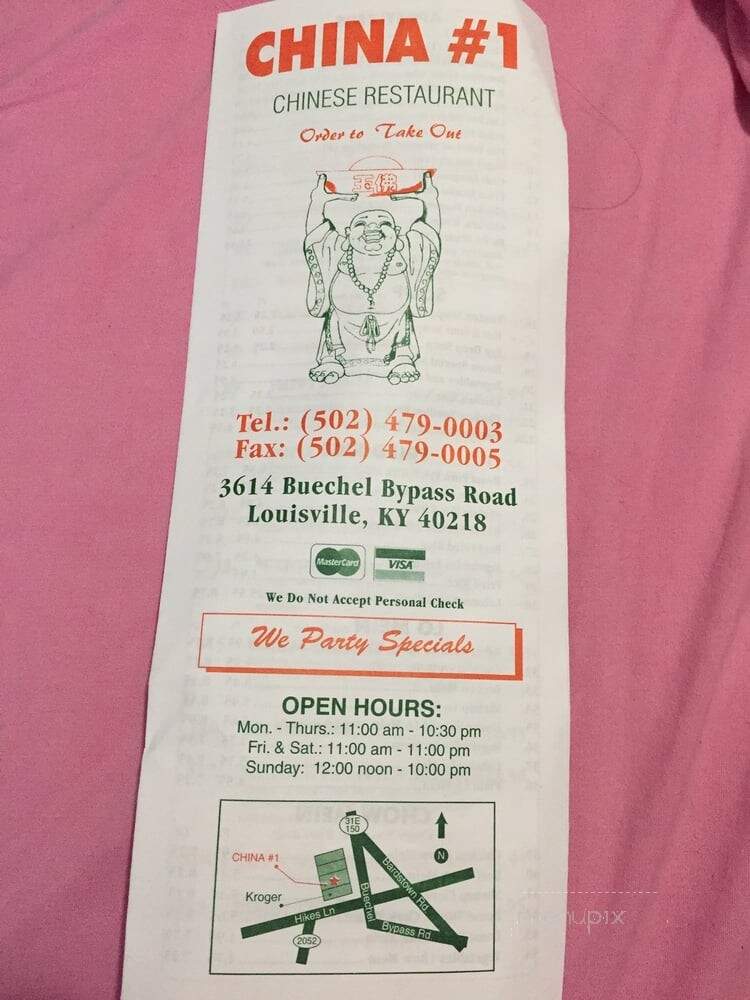 CHINA #1
CHINESE RESTAURANT
Order to Take Out
玉佛
Tel.: (502) 479-0003
Fax: (502) 479-0005
3614 Buechel Bypass Road
Louisville, KY 40218
MasterCard VISA
We Do Not Accept Personal Check
We Party Specials
OPEN HOURS:
Mon. - Thurs.: 11:00 am - 10:30 pm
Fri. & Sat.: 11:00 am - 11:00 pm
Sunday: 12:00 noon - 10:00 pm
31E
150
N
CHINA #1
Bardstown Rd.
Kroger
Buechel
Hikes Ln
Bypass Rd
2052